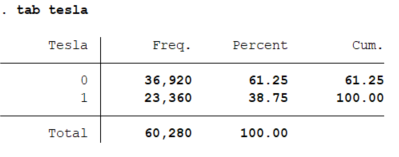 . tab tesla
Tesla Freq. Percent Cum.
0 36,920 61.25 61.25
1 23,360 38.75 100.00
Total 60,280 100.00